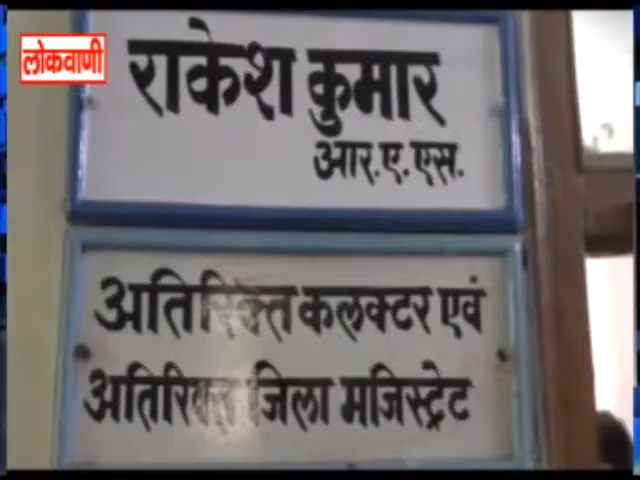 लोकवाणी
राकेश कुमार
आर.ए.एस.
अतिरिक्त कलक्टर एवं
अतिरिक्त जिला मजिस्ट्रेट